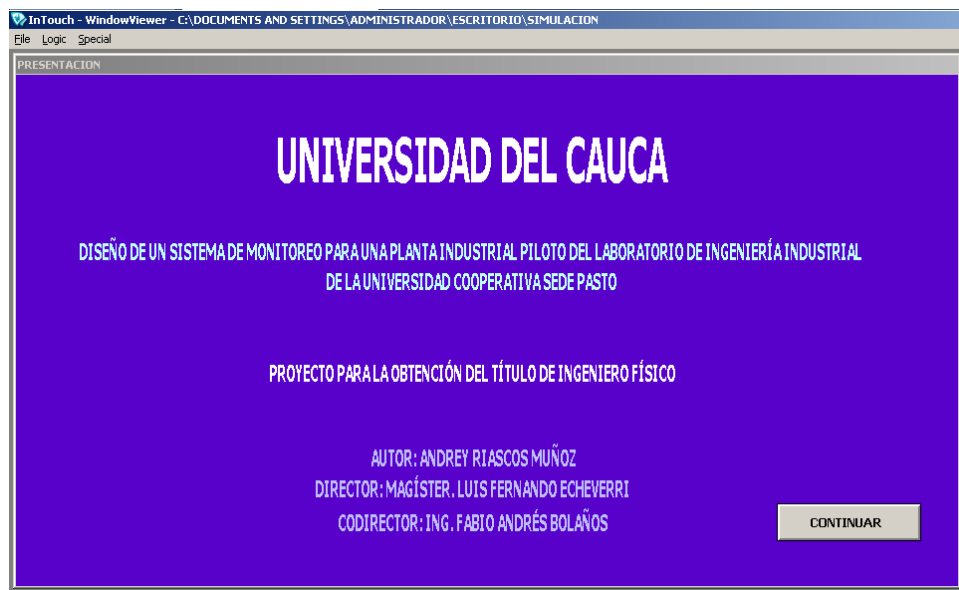 InTouch - WindowViewer - C:\DOCUMENTS AND SETTINGS\ADMINISTRADOR\ESCRITORIO\SIMULACION
File Logic Special
PRESENTACION
UNIVERSIDAD DEL CAUCA
DISEÑO DE UN SISTEMA DE MONITOREO PARA UNA PLANTA INDUSTRIAL PILOTO DEL LABORATORIO DE INGENIERÍA INDUSTRIAL
DE LA UNIVERSIDAD COOPERATIVA SEDE PASTO
PROYECTO PARA LA OBTENCIÓN DEL TÍTULO DE INGENIERO FÍSICO
AUTOR: ANDREY RIASCOS MUÑOZ
DIRECTOR: MAGÍSTER. LUIS FERNANDO ECHEVERRI
CODIRECTOR: ING. FABIO ANDRÉS BOLAÑOS
CONTINUAR